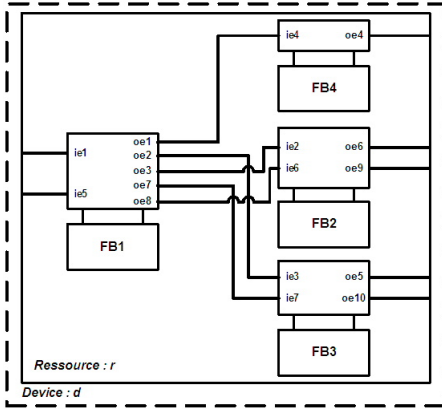 ie4 oe4
FB4
ie1
ie5
oe1
oe2
oe3
oe7
oe8
FB1
ie2 oe6
ie6 oe9
FB2
ie3 oe5
ie7 oe10
FB3
Ressource : r
Device : d